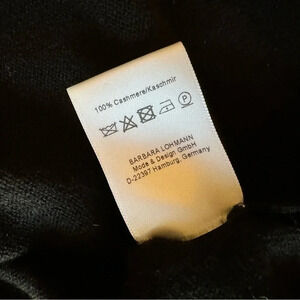 100% Cashmere/Kaschmir
P
BARBARA LOHMANN
Mode & Design GmbH
D-22397 Hamburg, Germany